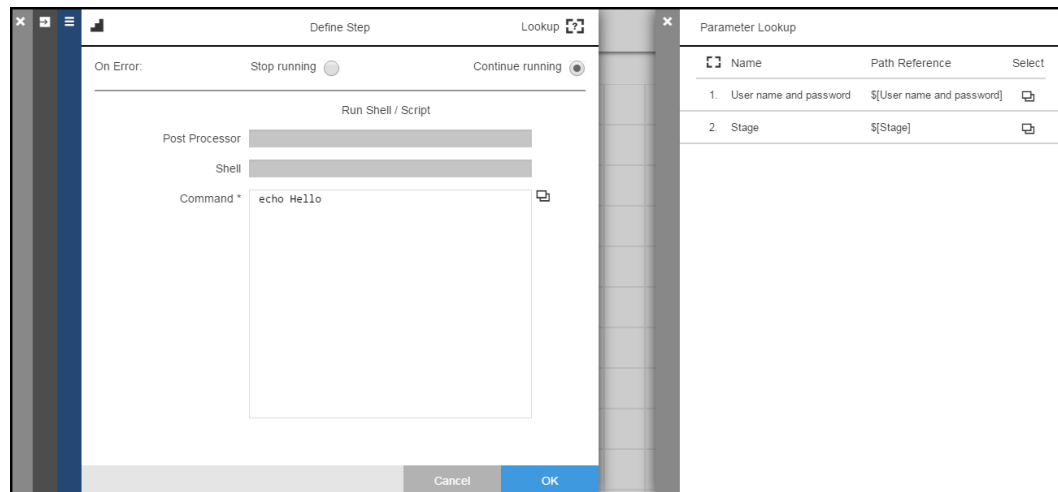 Define Step
Lookup [?]
On Error:
Stop running
Continue running
Run Shell / Script
Post Processor
Shell
Command *
echo Hello
Cancel
OK
Parameter Lookup
Name Path Reference Select
1. User name and password $[User name and password]
2. Stage $[Stage]